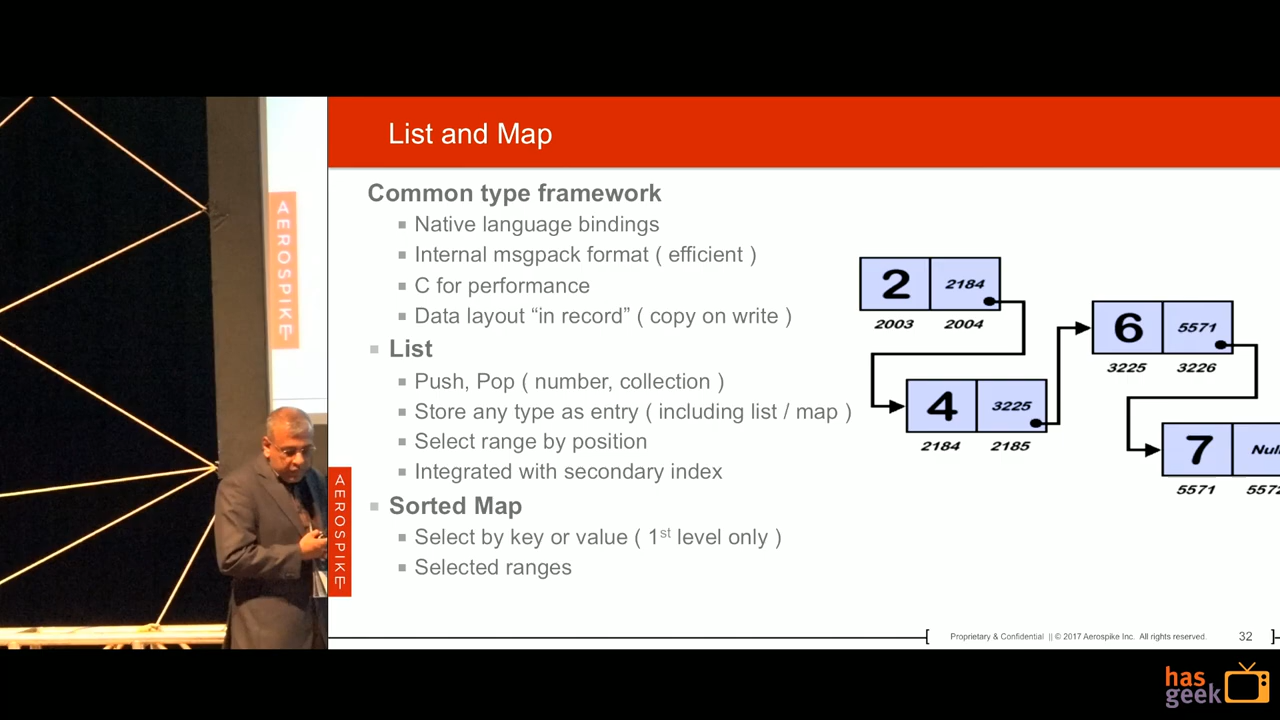 List and Map
Common type framework
Native language bindings
Internal msgpack format ( efficient )
C for performance
Data layout “in record” ( copy on write )
List
Push, Pop ( number, collection )
Store any type as entry ( including list / map )
Select range by position
Integrated with secondary index
Sorted Map
Select by key or value ( 1st level only )
Selected ranges
2 2184
2003 2004
4 3225
2184 2185
6 5571
3225 3226
7 Nul
5571 5572
AEROSPIKE
AEROSPIKE
Proprietary & Confidential || © 2017 Aerospike Inc. All rights reserved. 32
has
geek